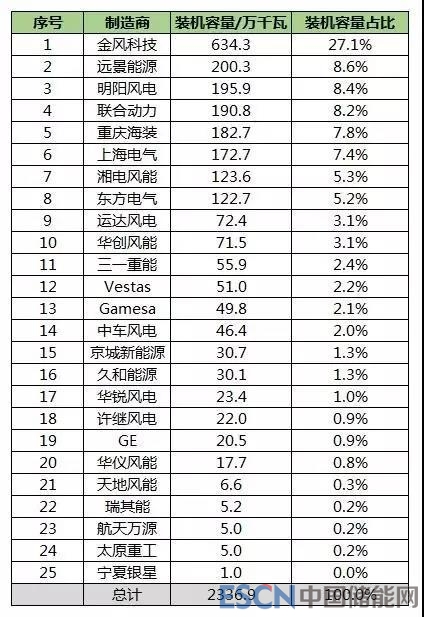 序号 制造商 装机容量/万千瓦 装机容量占比
1 金风科技 634.3 27.1%
2 远景能源 200.3 8.6%
3 明阳风电 195.9 8.4%
4 联合动力 190.8 8.2%
5 重庆海装 182.7 7.8%
6 上海电气 172.7 7.4%
7 湘电风能 123.6 5.3%
8 东方电气 122.7 5.2%
9 运达风电 72.4 3.1%
10 华创风能 71.5 3.1%
11 三一重能 55.9 2.4%
12 Vestas 51.0 2.2%
13 Gamesa 49.8 2.1%
14 中车风电 46.4 2.0%
15 京城新能源 30.7 1.3%
16 久和能源 30.1 1.3%
17 华锐风电 23.4 1.0%
18 许继风电 22.0 0.9%
19 GE 20.5 0.9%
20 华仪风能 17.7 0.8%
21 天地风能 6.6 0.3%
22 瑞其能 5.2 0.2%
23 航天万源 5.0 0.2%
24 太原重工 5.0 0.2%
25 宁夏银星 1.0 0.0%
总计 2336.9 100.0%
ESCN 中国储能网